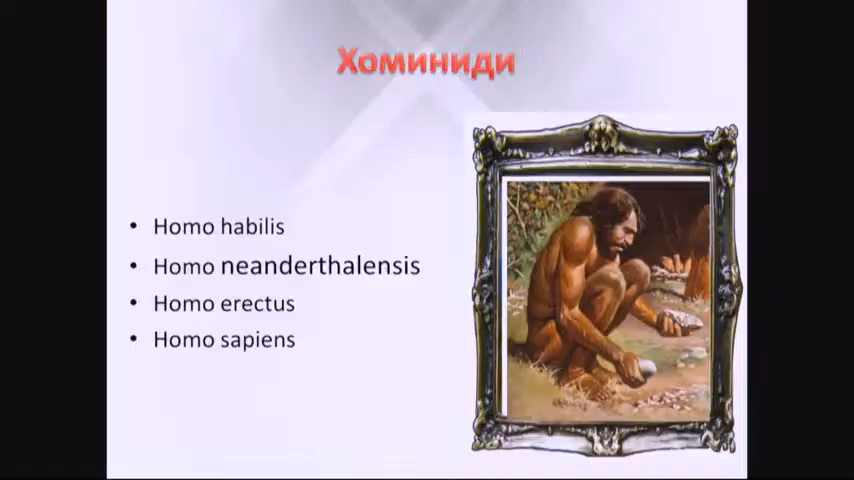 Хоминиди
• Homo habilis
• Homo neanderthalensis
• Homo erectus
• Homo sapiens